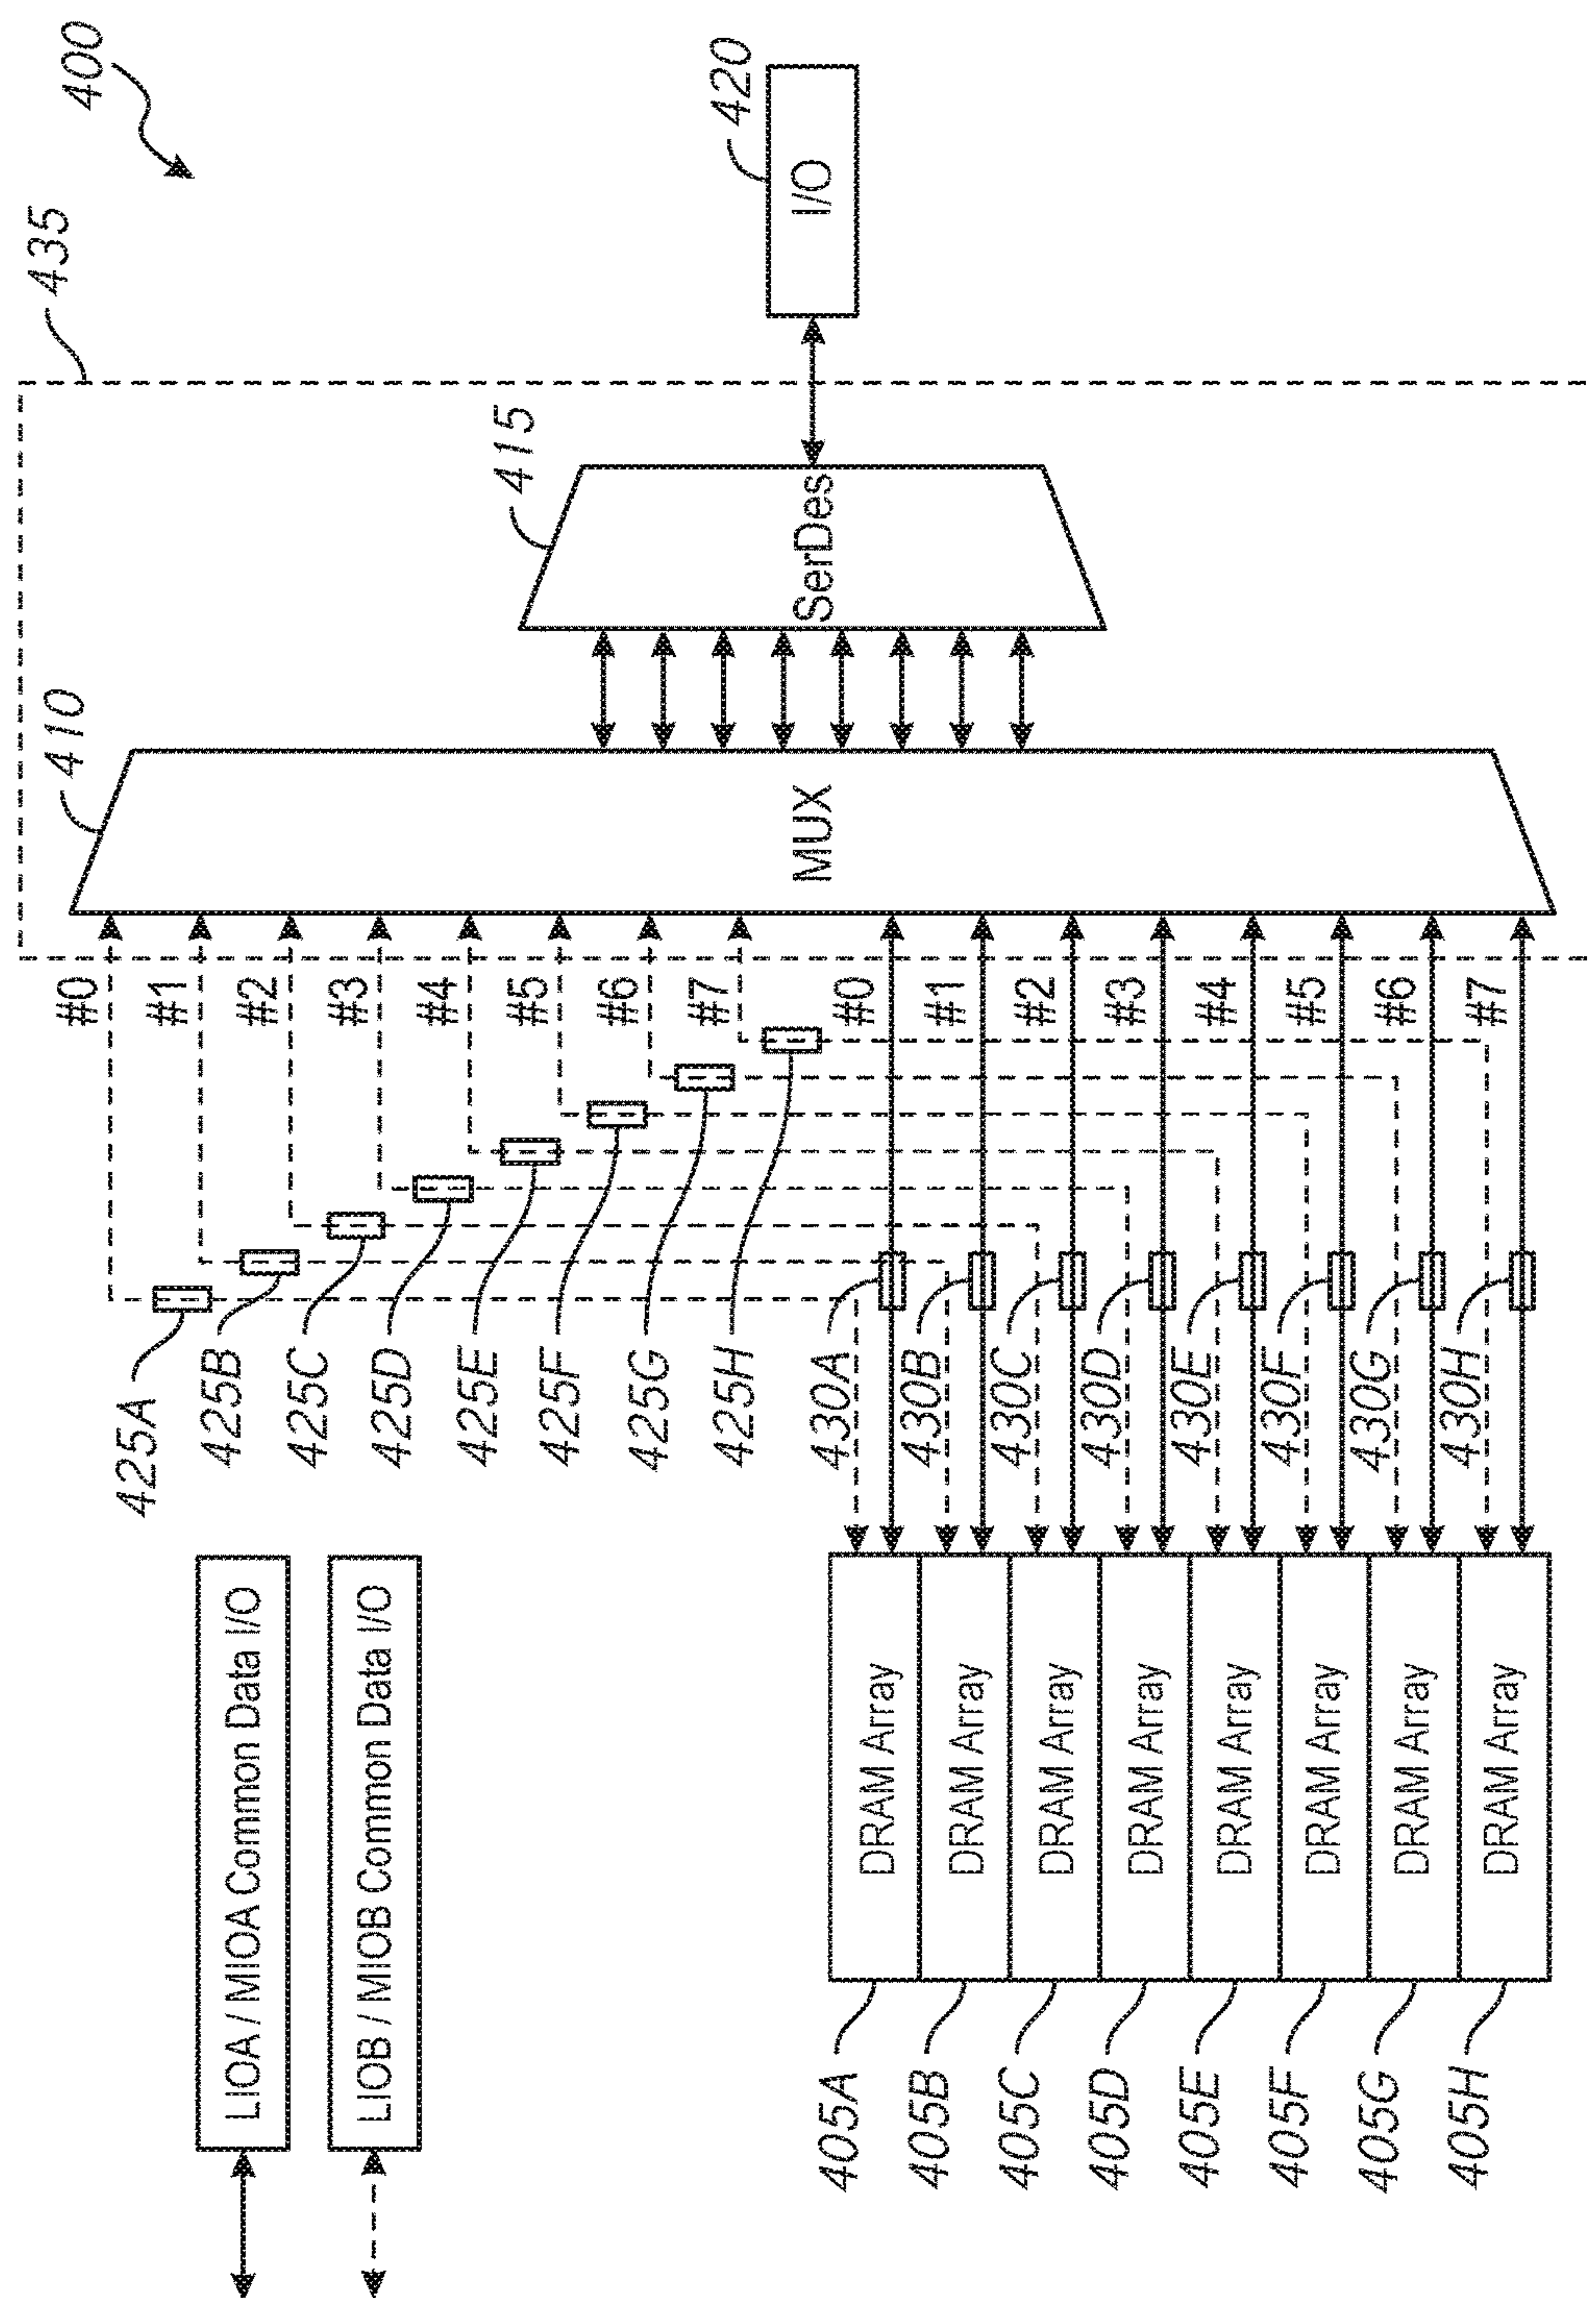 LIOA / MIOA Common Data I/O
LIOB / MIOB Common Data I/O
400
435
410
415
420
I/O
SerDes
MUX
#0
#1
#2
#3
#4
#5
#6
#7
#0
#1
#2
#3
#4
#5
#6
#7
425A
425B
425C
425D
425E
425F
425G
425H
430A
430B
430C
430D
430E
430F
430G
430H
405A
DRAM Array
405B
DRAM Array
405C
DRAM Array
405D
DRAM Array
405E
DRAM Array
405F
DRAM Array
405G
DRAM Array
405H
DRAM Array